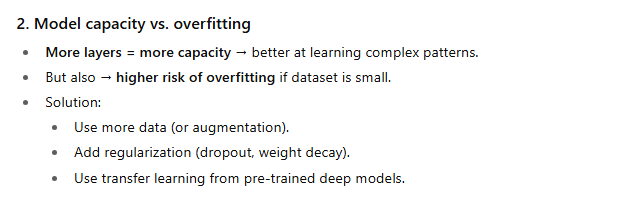 2. Model capacity vs. overfitting
• More layers = more capacity → better at learning complex patterns.
• But also → higher risk of overfitting if dataset is small.
• Solution:
• Use more data (or augmentation).
• Add regularization (dropout, weight decay).
• Use transfer learning from pre-trained deep models.